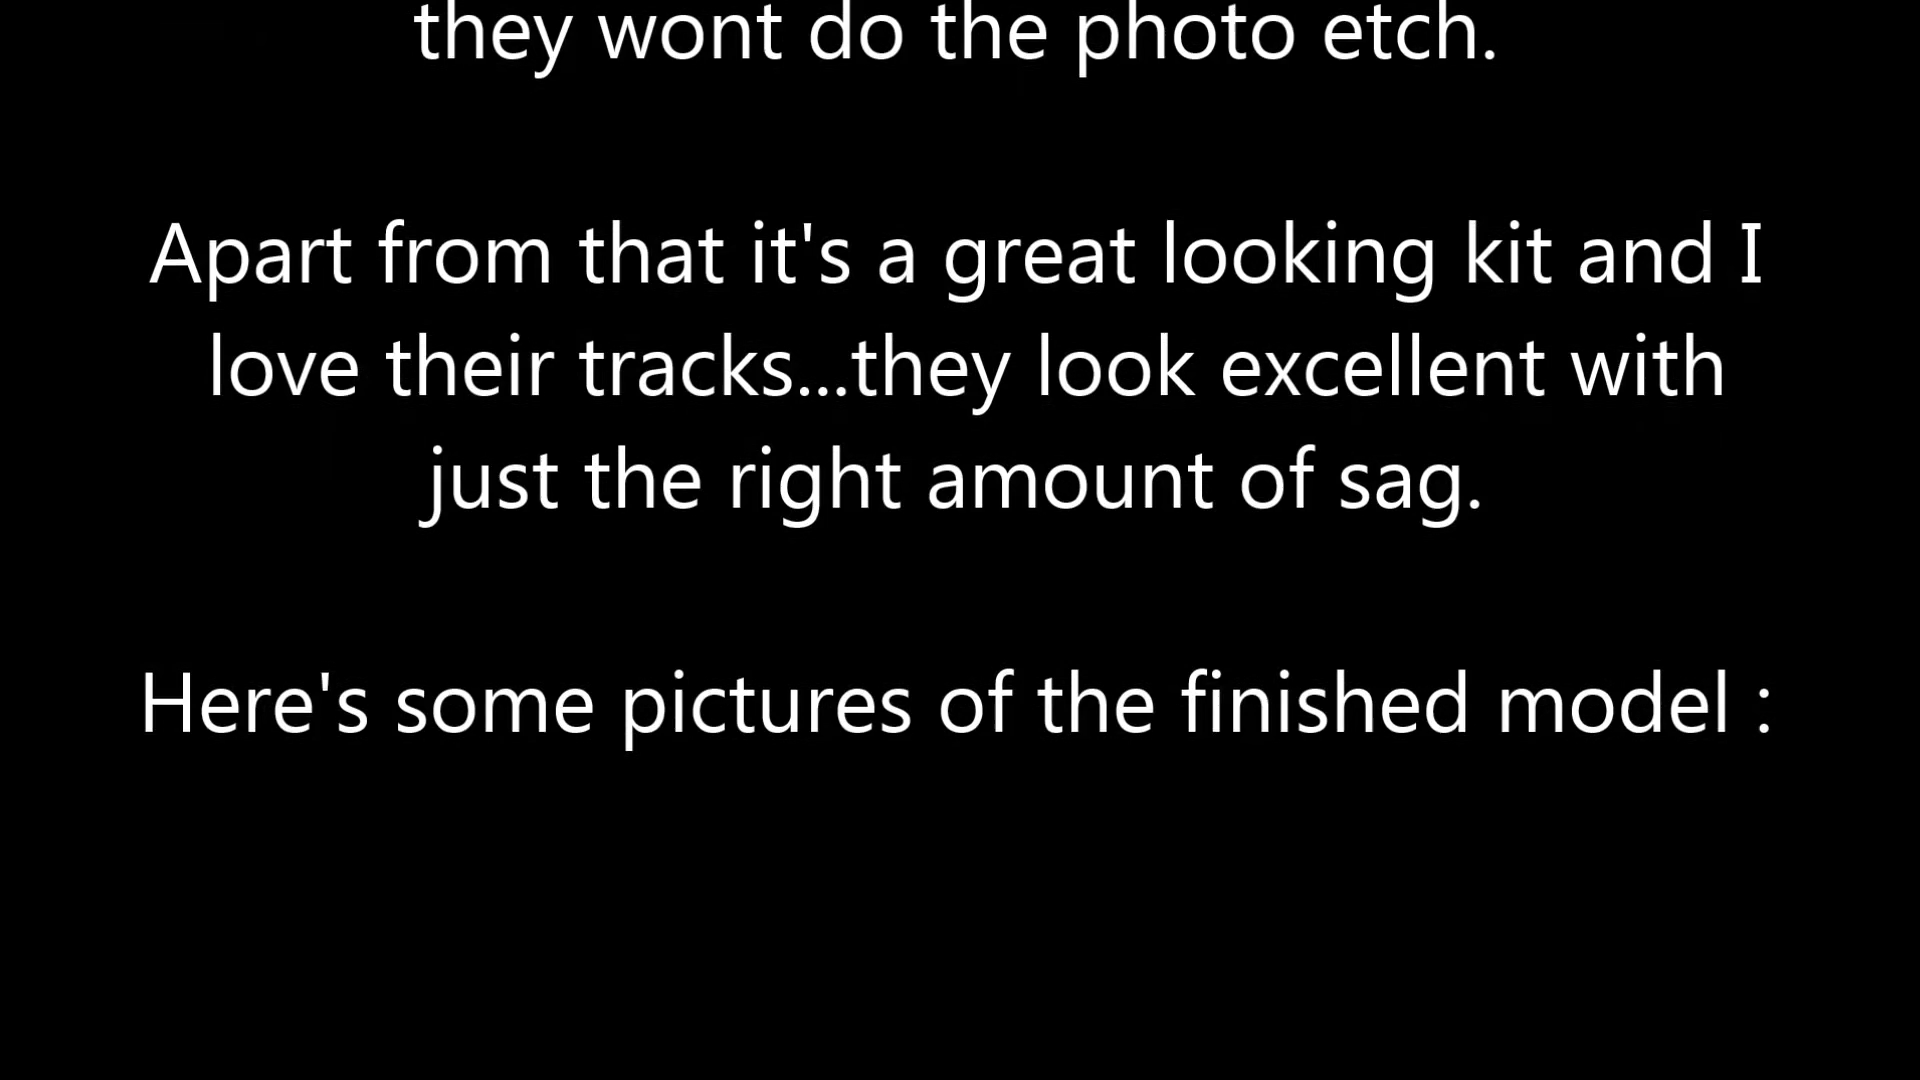 they wont do the photo etch.
Apart from that it's a great looking kit and I
love their tracks...they look excellent with
just the right amount of sag.
Here's some pictures of the finished model :